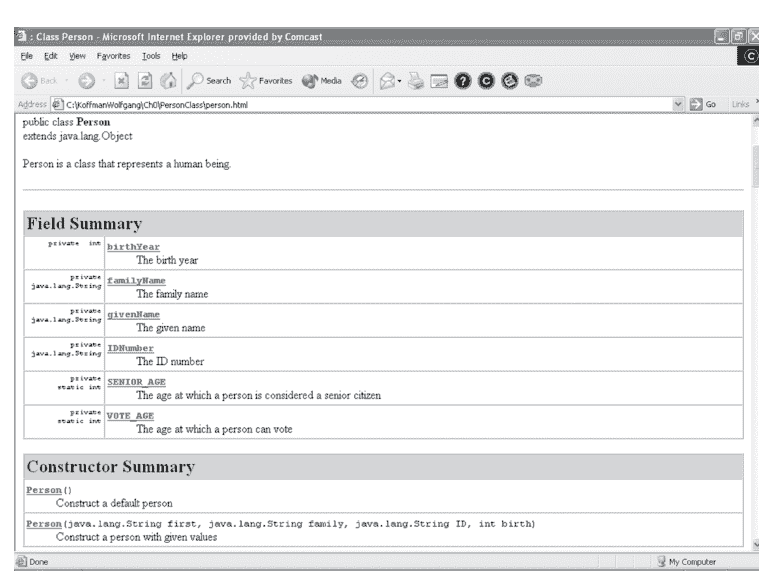 : Class Person - Microsoft Internet Explorer provided by Comcast
File Edit View Favorites Tools Help
Back Search Favorites Media
Address C:\KoffmanWolfgang\Ch0\PersonClass\person.html Go Links »
public class Person
extends java.lang.Object
Person is a class that represents a human being.
Field Summary
private int birthYear
The birth year
private
java.lang.String familyName
The family name
private
java.lang.String givenName
The given name
private
java.lang.String IDNumber
The ID number
private
static int SENIOR_AGE
The age at which a person is considered a senior citizen
private
static int VOTE_AGE
The age at which a person can vote
Constructor Summary
Person()
Construct a default person
Person(java.lang.String first, java.lang.String family, java.lang.String ID, int birth)
Construct a person with given values
Done My Computer